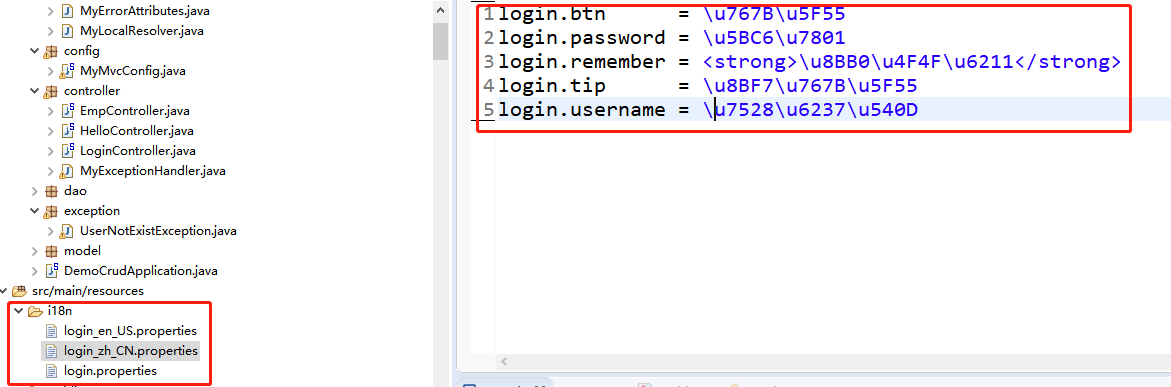 MyErrorAttributes.java
MyLocalResolver.java
config
MyMvcConfig.java
controller
EmpController.java
HelloController.java
LoginController.java
MyExceptionHandler.java
dao
exception
UserNotExistException.java
model
DemoCrudApplication.java
src/main/resources
i18n
login_en_US.properties
login_zh_CN.properties
login.properties
1 login.btn = \u767B\u5F55
2 login.password = \u5BC6\u7801
3 login.remember = <strong>\u8BB0\u4F4F\u6211</strong>
4 login.tip = \u8BF7\u767B\u5F55
5 login.username = \u7528\u6237\u540D